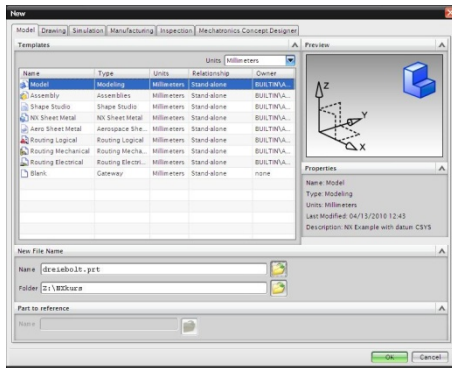 New
Model Drawing Simulation Manufacturing Inspection Mechatronics Concept Designer
Templates
Units Millimeters
Name Type Units Relationship Owner
Model Modeling Millimeters Stand-alone BUILTIN\A...
Assembly Assemblies Millimeters Stand-alone BUILTIN\A...
Shape Studio Shape Studio Millimeters Stand-alone BUILTIN\A...
NX Sheet Metal NX Sheet Metal Millimeters Stand-alone BUILTIN\A...
Aero Sheet Metal Aerospace She... Millimeters Stand-alone BUILTIN\A...
Routing Logical Routing Logical Millimeters Stand-alone BUILTIN\A...
Routing Mechanical Routing Mecha... Millimeters Stand-alone BUILTIN\A...
Routing Electrical Routing Electri... Millimeters Stand-alone BUILTIN\A...
Blank Gateway Millimeters Stand-alone none
Preview
Z
Y
X
Properties
Name: Model
Type: Modeling
Units: Millimeters
Last Modified: 04/15/2010 12:45
Description: NX Example with datum CSYS
New File Name
Name dreiebolt.prt
Folder Z:\NXkurs
Part to reference
Name
OK Cancel